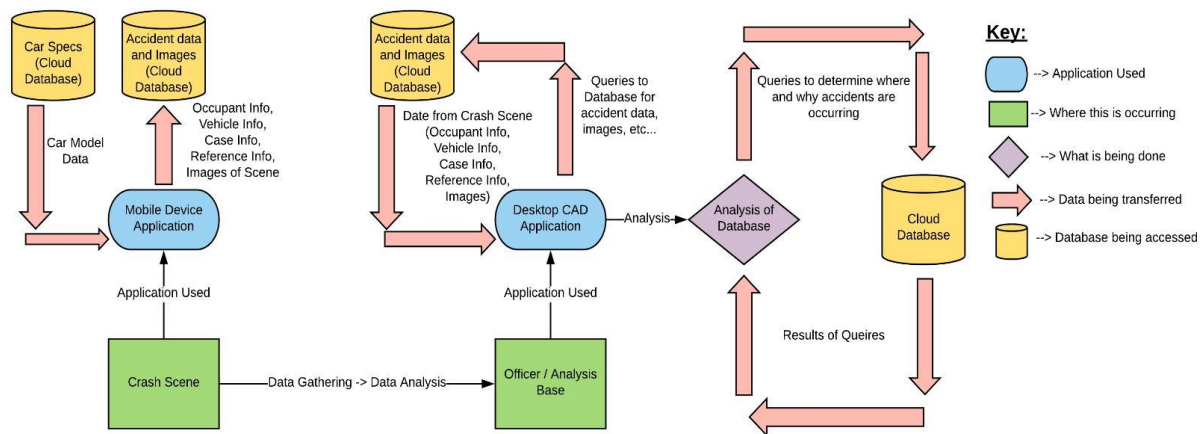 Car Specs
(Cloud
Database)
Accident data
and Images
(Cloud
Database)
Car Model
Data
Occupant Info,
Vehicle Info,
Case Info,
Reference Info,
Images of Scene
Mobile Device
Application
Application Used
Crash Scene
Data Gathering -> Data Analysis
Accident data
and Images
(Cloud
Database)
Queries to
Database for
accident data,
images, etc...
Date from Crash Scene
(Occupant Info,
Vehicle Info,
Case Info,
Reference Info,
Images)
Desktop CAD
Application
Application Used
Officer / Analysis
Base
Analysis
Analysis of
Database
Queries to determine where
and why accidents are
occurring
Cloud
Database
Results of Queires
Key:
--> Application Used
--> Where this is occurring
--> What is being done
--> Data being transferred
--> Database being accessed